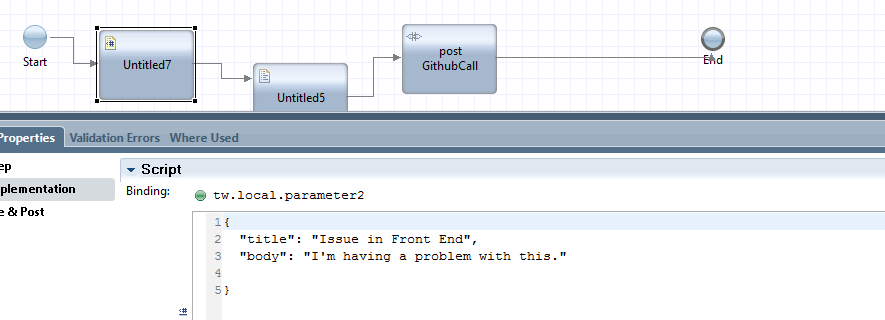 Start
Untitled7
Untitled5
post
GithubCall
End
Properties Validation Errors Where Used
ep
Script
plementation
Binding: tw.local.parameter2
e & Post
1 {
2 "title": "Issue in Front End",
3 "body": "I'm having a problem with this."
4
5 }